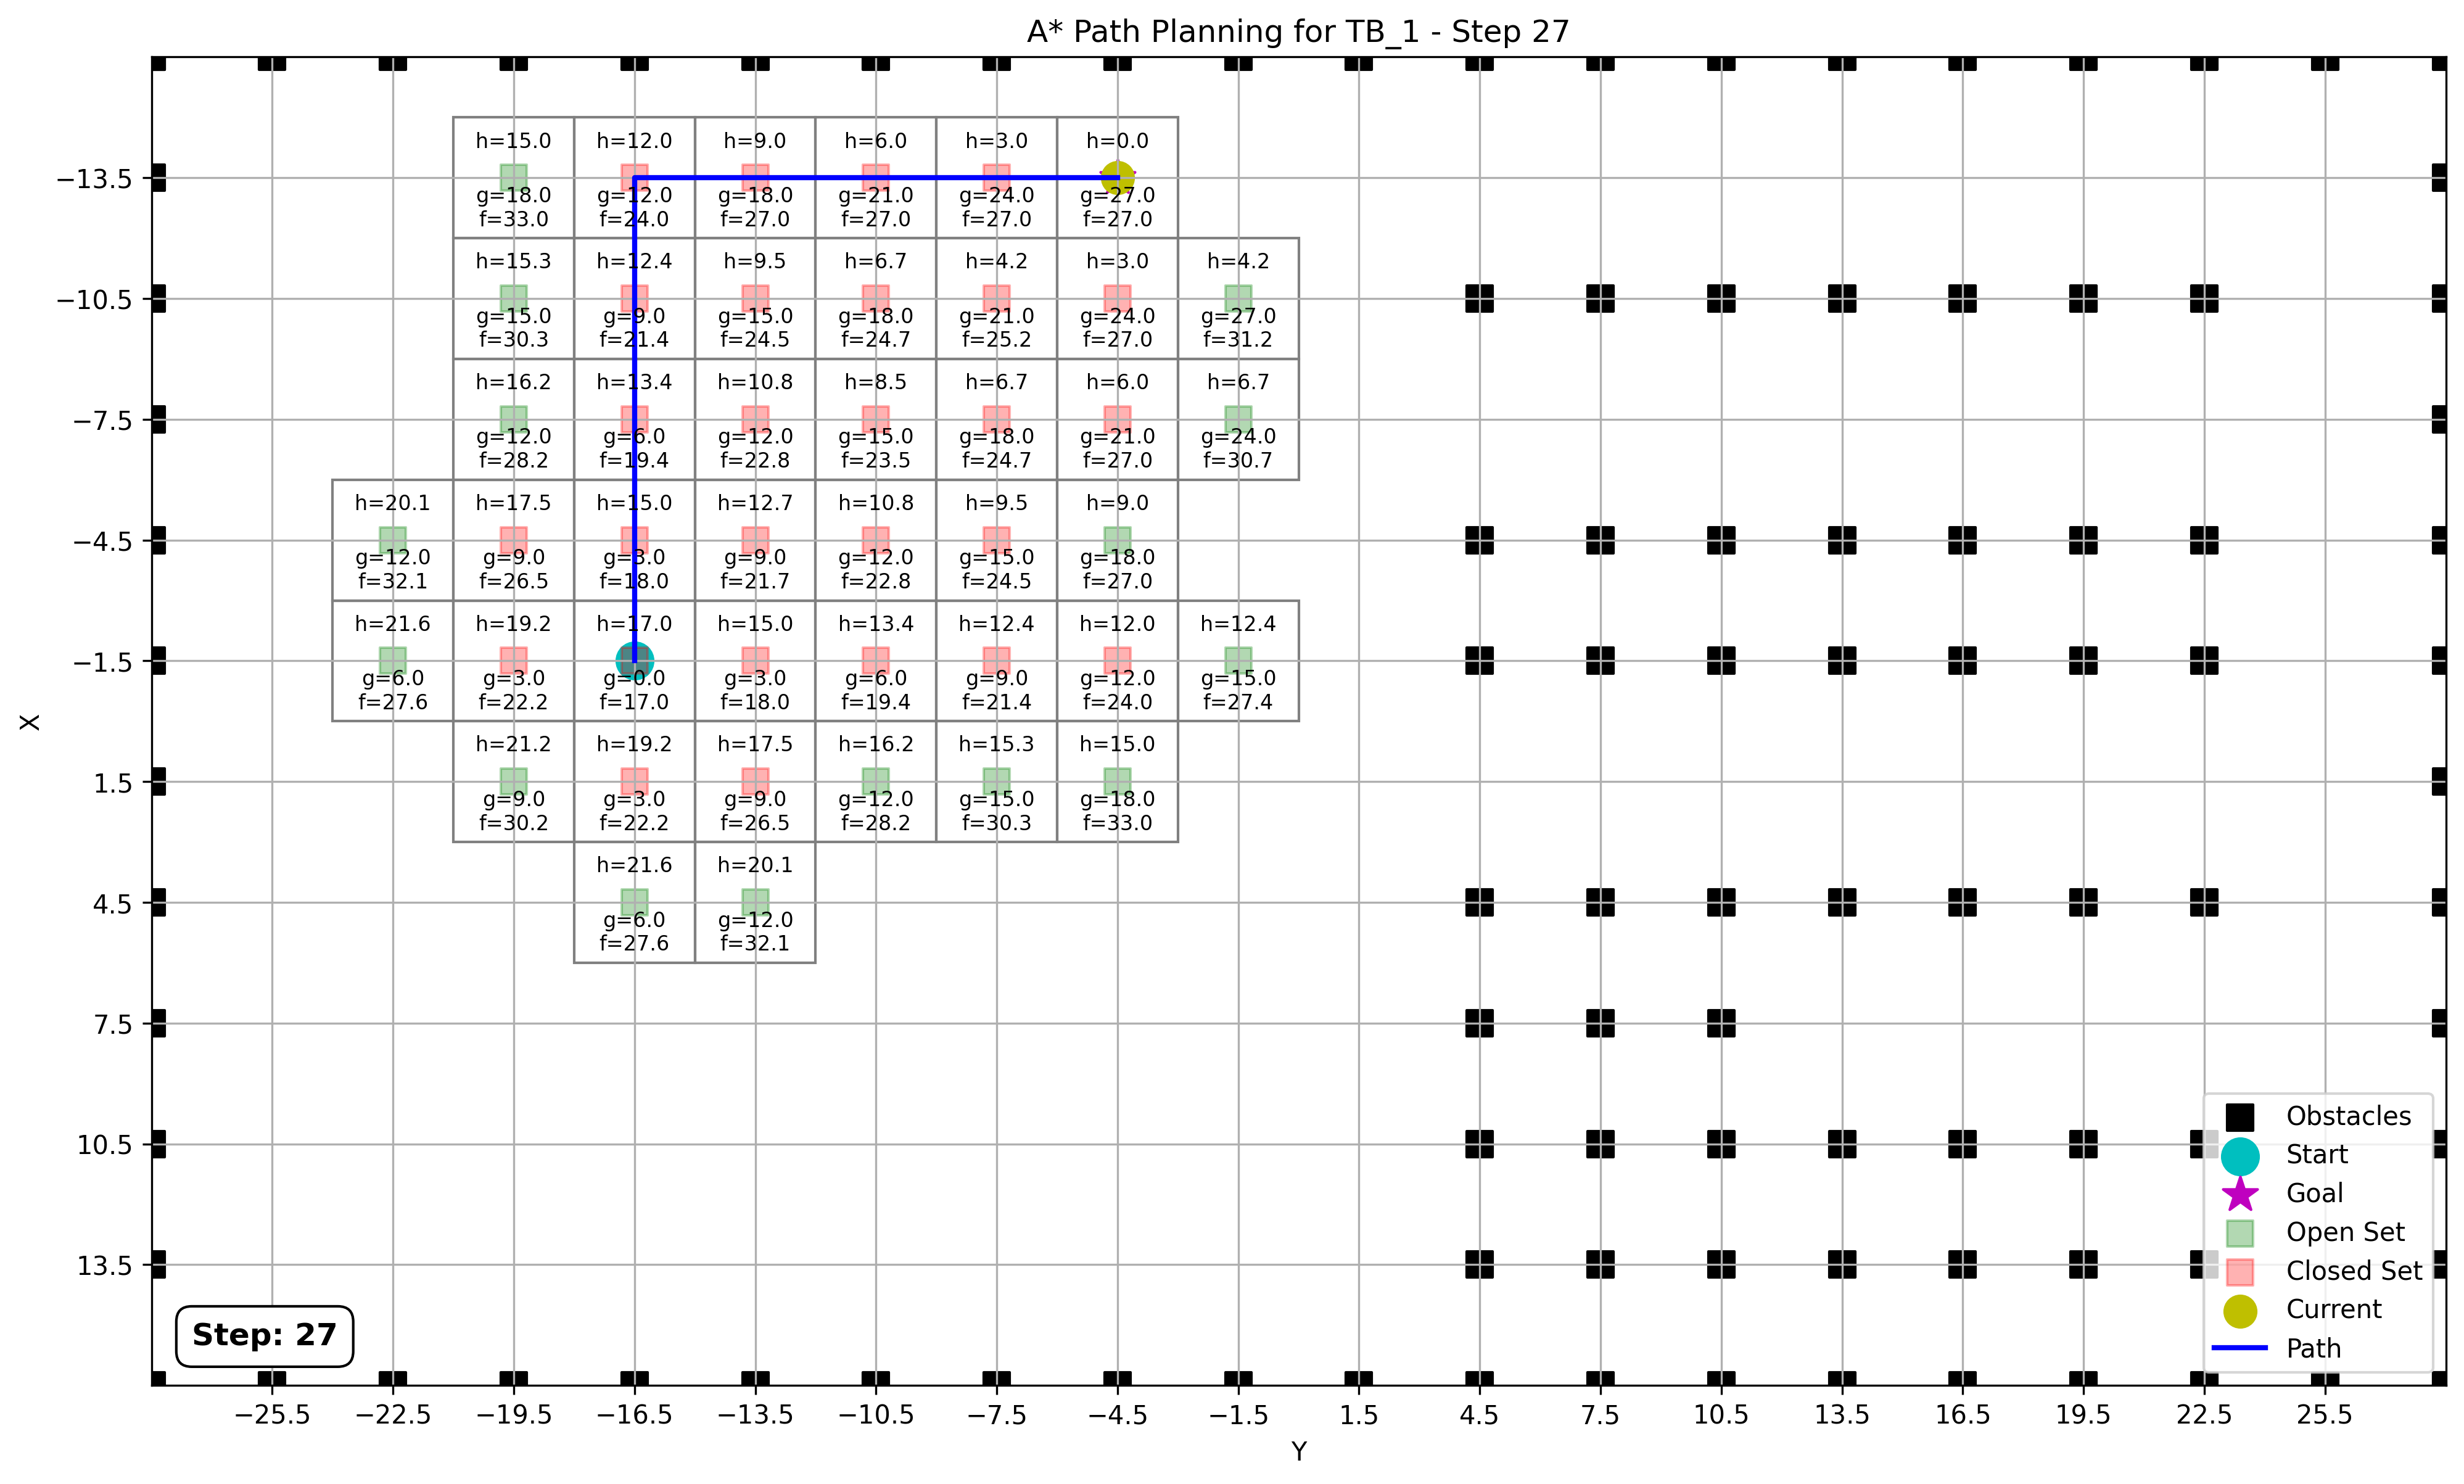 A* Path Planning for TB_1 - Step 27
h=15.0 h=12.0 h=9.0 h=6.0 h=3.0 h=0.0
−13.5
g=18.0 g=12.0 g=18.0 g=21.0 g=24.0 g=27.0
f=33.0 f=24.0 f=27.0 f=27.0 f=27.0 f=27.0
h=15.3 h=12.4 h=9.5 h=6.7 h=4.2 h=3.0 h=4.2
−10.5
g=15.0 g=9.0 g=15.0 g=18.0 g=21.0 g=24.0 g=27.0
f=30.3 f=21.4 f=24.5 f=24.7 f=25.2 f=27.0 f=31.2
h=16.2 h=13.4 h=10.8 h=8.5 h=6.7 h=6.0 h=6.7
−7.5
g=12.0 g=6.0 g=12.0 g=15.0 g=18.0 g=21.0 g=24.0
f=28.2 f=19.4 f=22.8 f=23.5 f=24.7 f=27.0 f=30.7
h=20.1 h=17.5 h=15.0 h=12.7 h=10.8 h=9.5 h=9.0
−4.5
g=12.0 g=9.0 g=3.0 g=9.0 g=12.0 g=15.0 g=18.0
f=32.1 f=26.5 f=18.0 f=21.7 f=22.8 f=24.5 f=27.0
h=21.6 h=19.2 h=17.0 h=15.0 h=13.4 h=12.4 h=12.0 h=12.4
−1.5
g=6.0 g=3.0 g=0.0 g=3.0 g=6.0 g=9.0 g=12.0 g=15.0
f=27.6 f=22.2 f=17.0 f=18.0 f=19.4 f=21.4 f=24.0 f=27.4
X
h=21.2 h=19.2 h=17.5 h=16.2 h=15.3 h=15.0
1.5
g=9.0 g=3.0 g=9.0 g=12.0 g=15.0 g=18.0
f=30.2 f=22.2 f=26.5 f=28.2 f=30.3 f=33.0
h=21.6 h=20.1
4.5
g=6.0 g=12.0
f=27.6 f=32.1
7.5
10.5
13.5
Obstacles
Start
Goal
Open Set
Closed Set
Current
Path
Step: 27
−25.5 −22.5 −19.5 −16.5 −13.5 −10.5 −7.5 −4.5 −1.5 1.5 4.5 7.5 10.5 13.5 16.5 19.5 22.5 25.5
Y